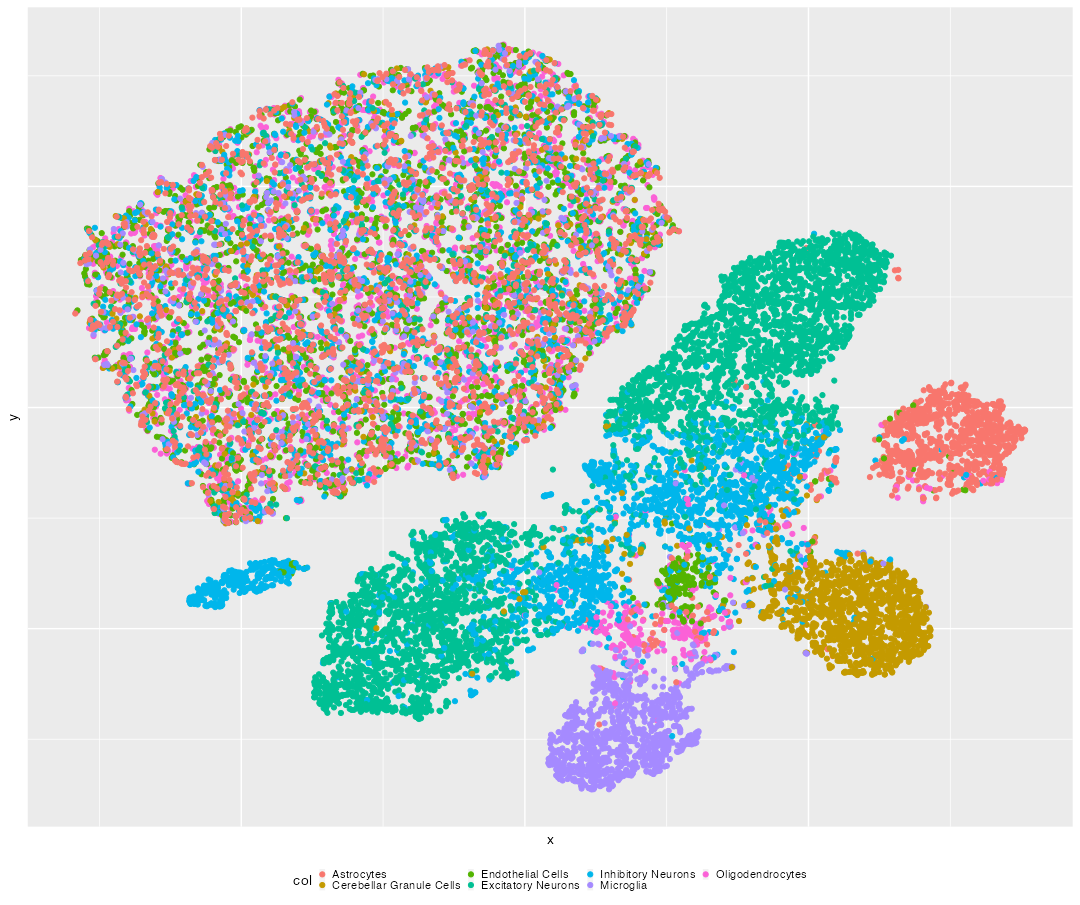 y
x
col
Astrocytes
Cerebellar Granule Cells
Endothelial Cells
Excitatory Neurons
Inhibitory Neurons
Microglia
Oligodendrocytes